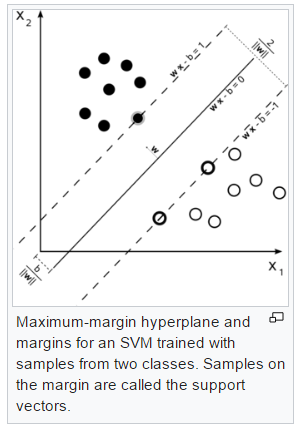 X2
w x - b = 1
2
||w||
w x - b = 0
w x - b = -1
w
b
||w||
X1
Maximum-margin hyperplane and
margins for an SVM trained with
samples from two classes. Samples on
the margin are called the support
vectors.